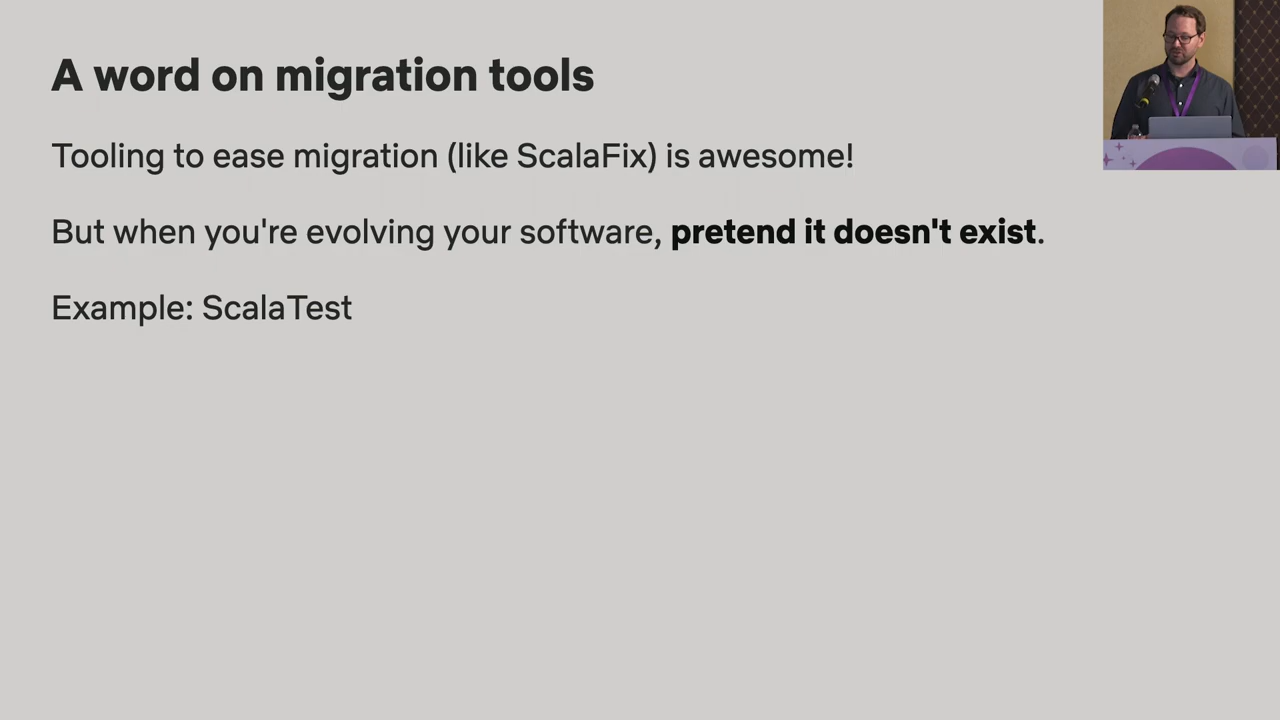 A word on migration tools
Tooling to ease migration (like ScalaFix) is awesome!
But when you're evolving your software, pretend it doesn't exist.
Example: ScalaTest